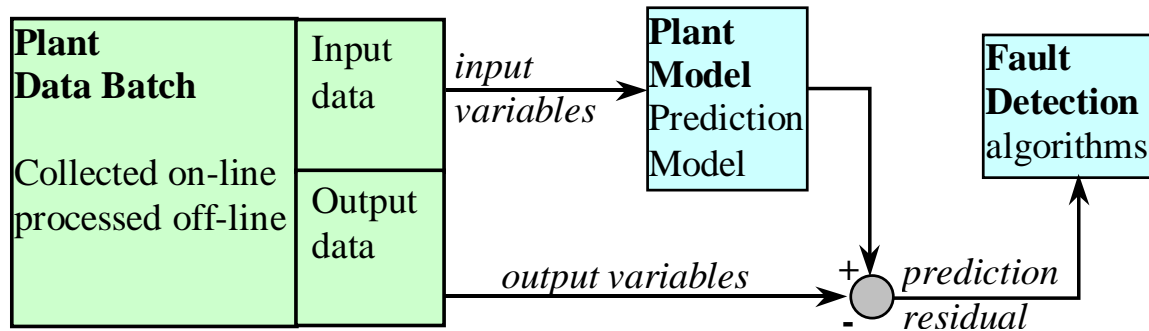 Plant
Data Batch
Collected on-line
processed off-line
Input
data
Output
data
input
variables
Plant
Model
Prediction
Model
Fault
Detection
algorithms
output variables
+
-
prediction
residual